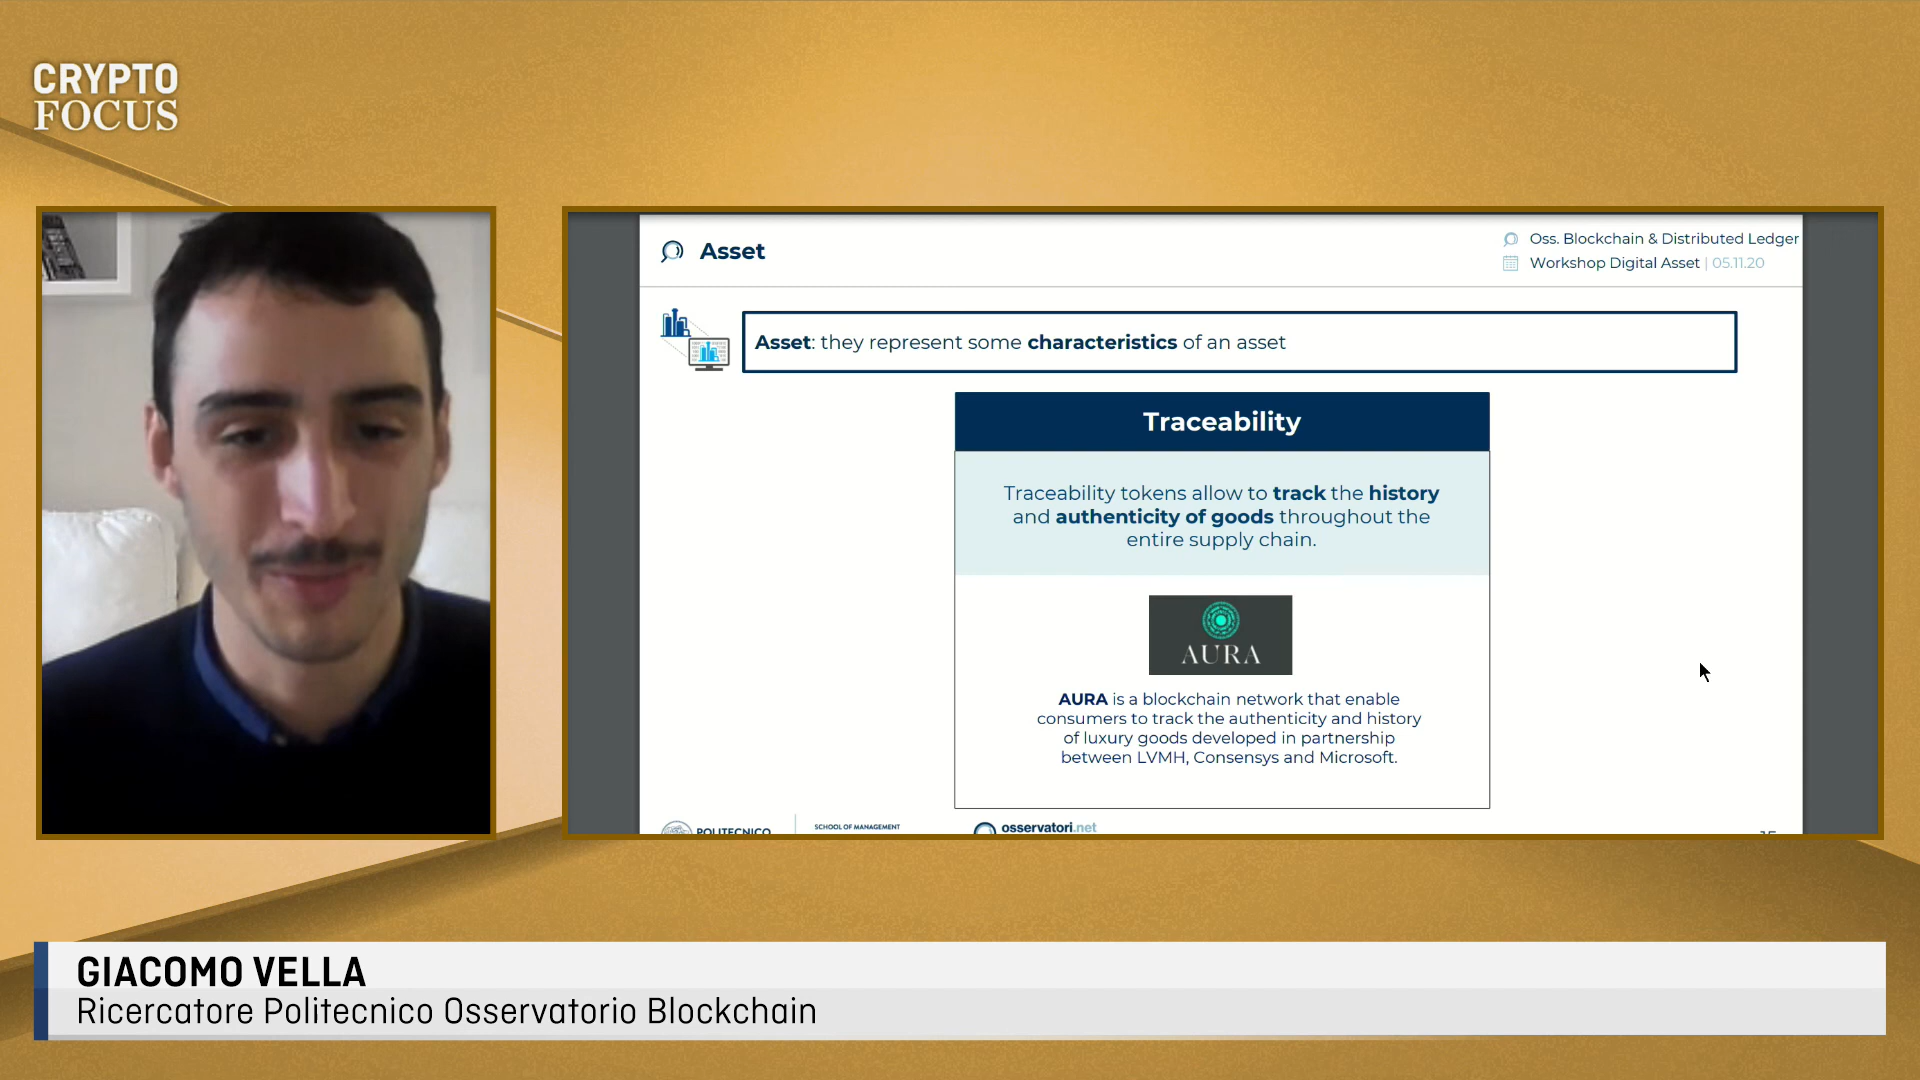 CRYPTO
FOCUS
Asset
Oss. Blockchain & Distributed Ledger
Workshop Digital Asset | 05.11.20
Asset: they represent some characteristics of an asset
Traceability
Traceability tokens allow to track the history
and authenticity of goods throughout the
entire supply chain.
AURA
AURA is a blockchain network that enable
consumers to track the authenticity and history
of luxury goods developed in partnership
between LVMH, Consensys and Microsoft.
POLITECNICO
SCHOOL OF MANAGEMENT
osservatori.net
GIACOMO VELLA
Ricercatore Politecnico Osservatorio Blockchain